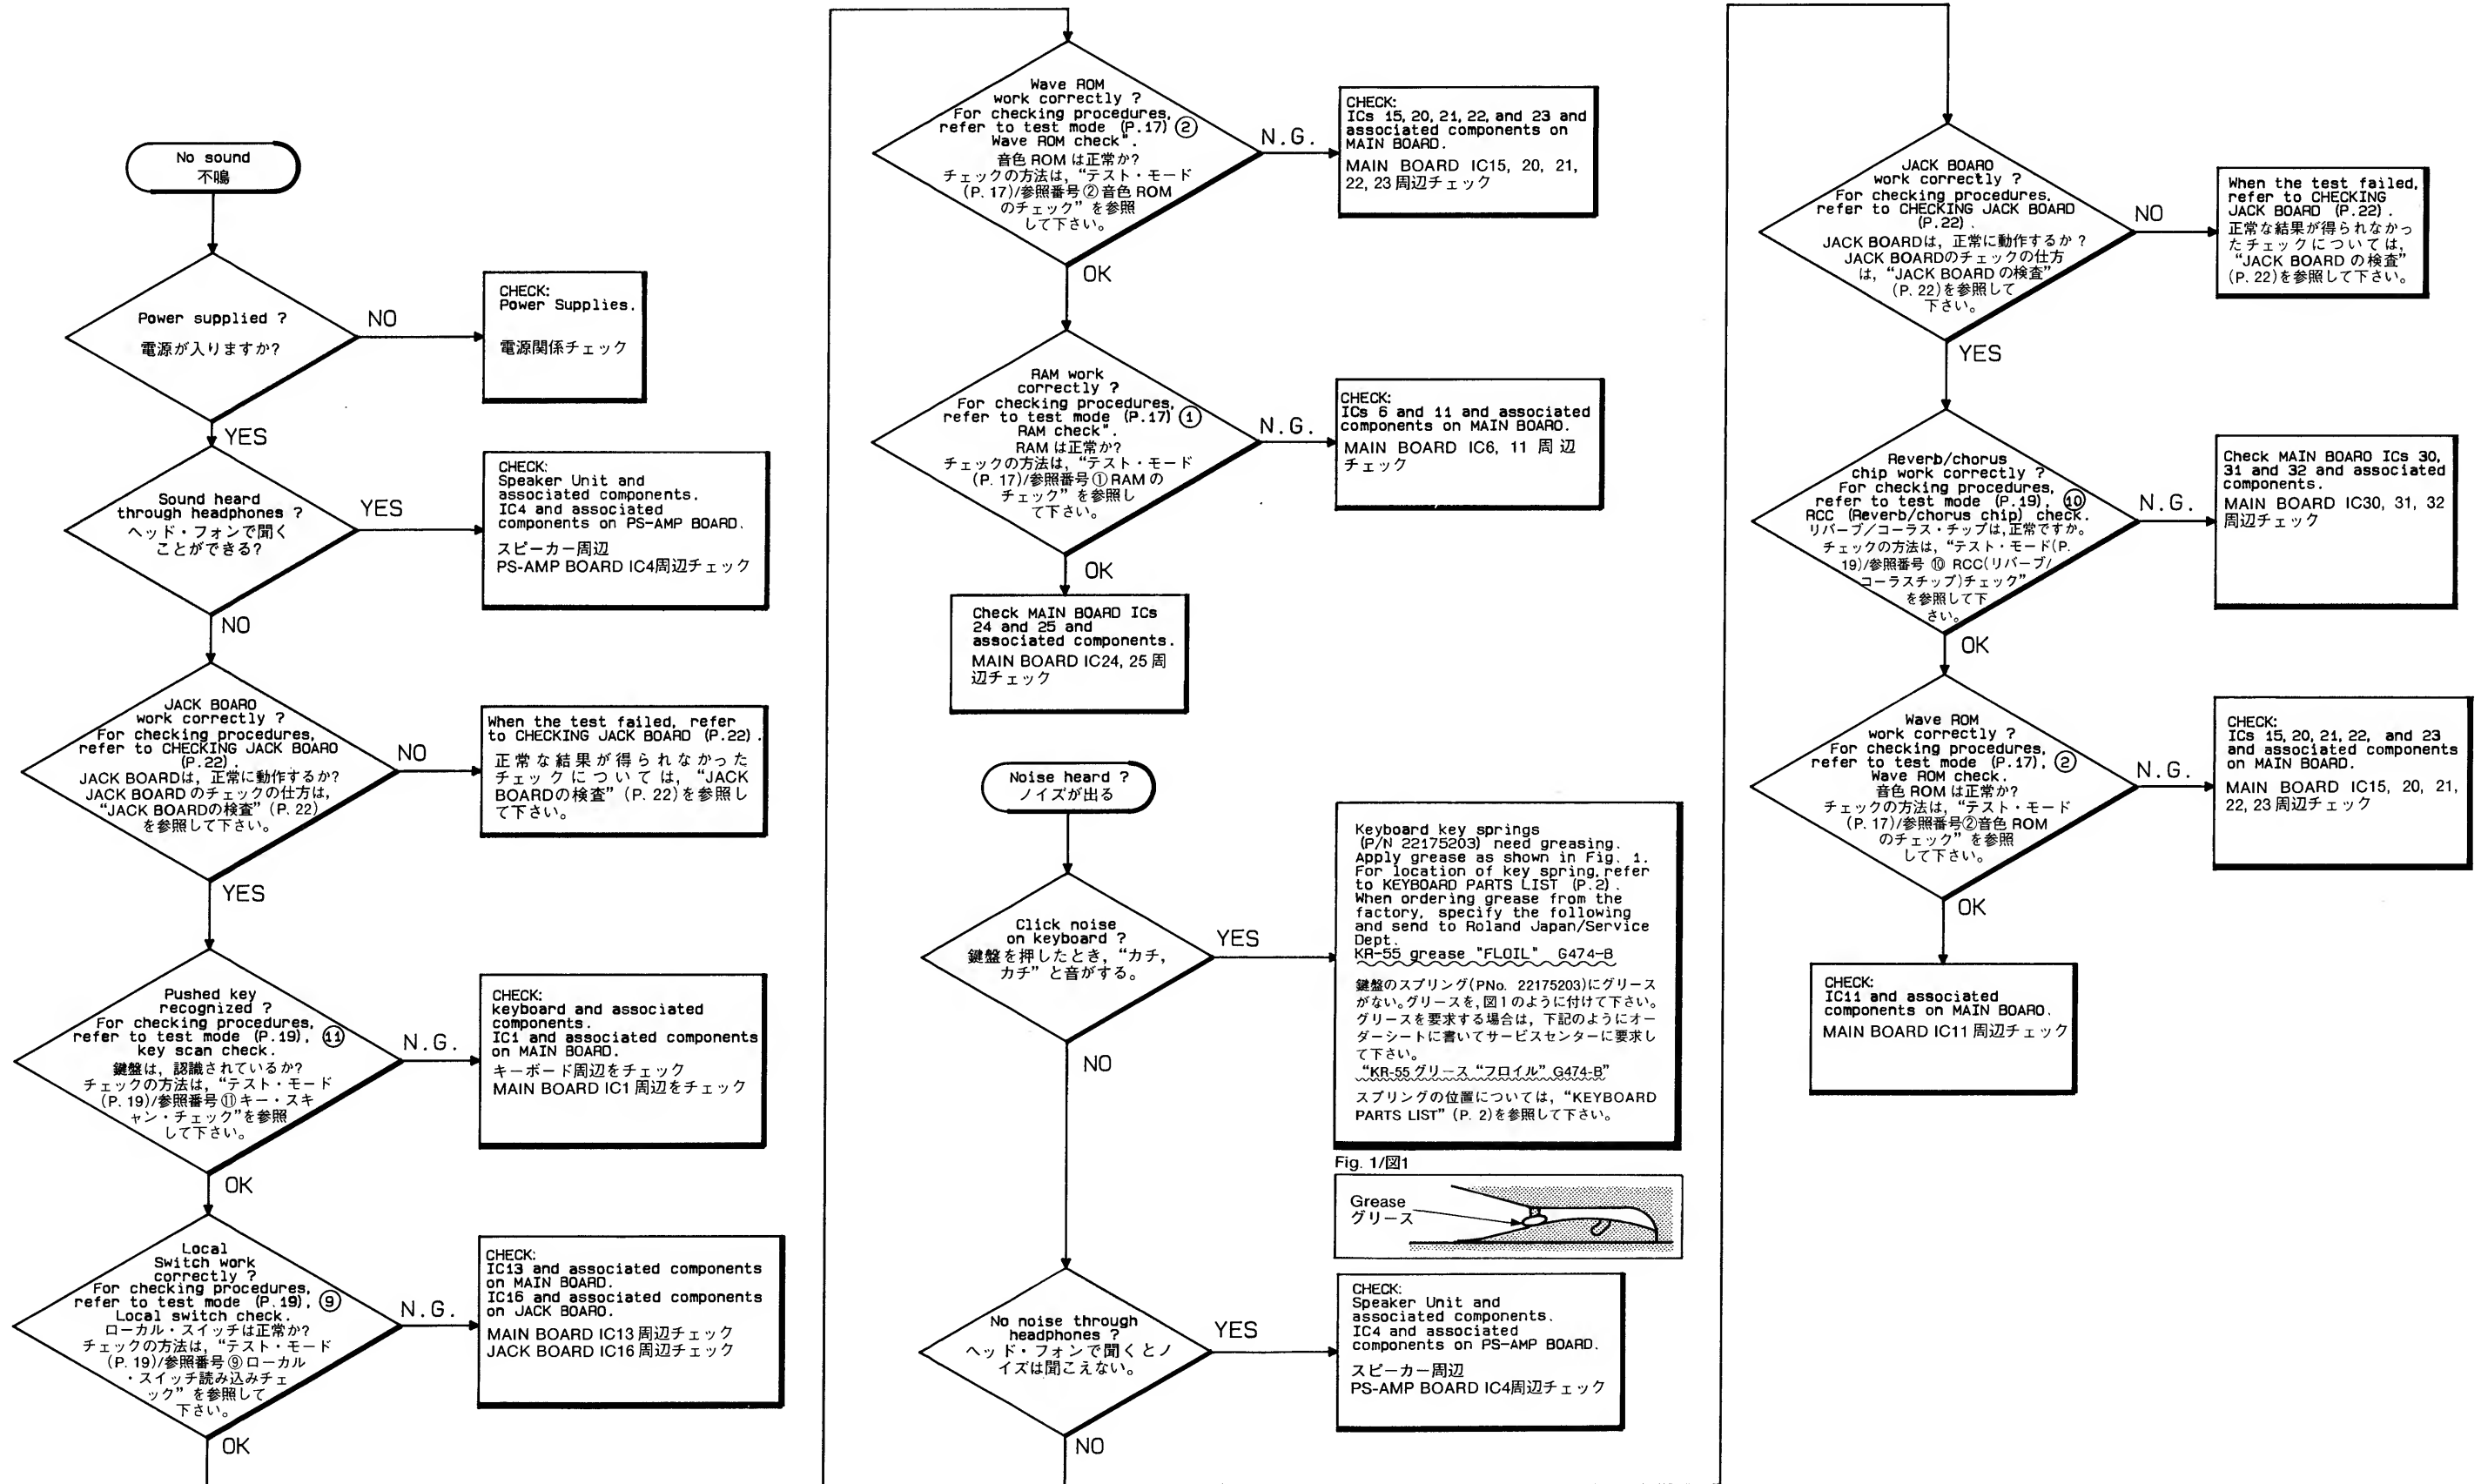 No sound
不鳴
Power supplied ?
電源が入りますか?
NO
CHECK:
Power Supplies.
電源関係チェック
YES
Sound heard
through headphones ?
ヘッド・フォンで聞く
ことができる?
YES
CHECK:
Speaker Unit and
associated components.
IC4 and associated
components on PS-AMP BOARD.
スピーカー周辺
PS-AMP BOARD IC4周辺チェック
NO
JACK BOARD
work correctly ?
For checking procedures,
refer to CHECKING JACK BOARD
(P.22).
JACK BOARDは, 正常に動作するか?
JACK BOARD のチェックの仕方は,
“JACK BOARDの検査” (P. 22)
を参照して下さい。
NO
When the test failed, refer
to CHECKING JACK BOARD (P.22).
正常な結果が得られなかった
チェックについては, “JACK
BOARDの検査” (P. 22)を参照し
て下さい。
YES
Pushed key
recognized ?
For checking procedures,
refer to test mode (P.19), ⑪
key scan check.
鍵盤は, 認識されているか?
チェックの方法は, “テスト・モード
(P. 19)/参照番号⑪キー・スキ
ャン・チェック”を参照
して下さい。
N.G.
CHECK:
keyboard and associated
components.
IC1 and associated components
on MAIN BOARD.
キーボード周辺をチェック
MAIN BOARD IC1 周辺をチェック
OK
Local
Switch work
correctly ?
For checking procedures,
refer to test mode (P.19), ⑨
Local switch check.
ローカル・スイッチは正常か?
チェックの方法は, “テスト・モード
(P. 19)/参照番号⑨ローカル
・スイッチ読み込みチェ
ック” を参照して
下さい。
N.G.
CHECK:
IC13 and associated components
on MAIN BOARD.
IC16 and associated components
on JACK BOARD.
MAIN BOARD IC13 周辺チェック
JACK BOARD IC16 周辺チェック
OK
Wave ROM
work correctly ?
For checking procedures,
refer to test mode (P.17) ②
Wave ROM check".
音色 ROM は正常か?
チェックの方法は, “テスト・モード
(P. 17)/参照番号②音色 ROM
のチェック” を参照
して下さい。
N.G.
CHECK:
ICs 15, 20, 21, 22, and 23 and
associated components on
MAIN BOARD.
MAIN BOARD IC15, 20, 21,
22, 23 周辺チェック
OK
RAM work
correctly ?
For checking procedures,
refer to test mode (P.17) ①
RAM check".
RAM は正常か?
チェックの方法は, “テスト・モード
(P. 17)/参照番号①RAM の
チェック” を参照し
て下さい。
N.G.
CHECK:
ICs 6 and 11 and associated
components on MAIN BOARD.
MAIN BOARD IC6, 11 周辺
チェック
OK
Check MAIN BOARD ICs
24 and 25 and
associated components.
MAIN BOARD IC24, 25 周
辺チェック
Noise heard ?
ノイズが出る
Click noise
on keyboard ?
鍵盤を押したとき, “カチ,
カチ” と音がする。
YES
Keyboard key springs
(P/N 22175203) need greasing.
Apply grease as shown in Fig. 1.
For location of key spring, refer
to KEYBOARD PARTS LIST (P.2).
When ordering grease from the
factory, specify the following
and send to Roland Japan/Service
Dept.
KR-55 grease "FLOIL" G474-B
鍵盤のスプリング(PNo. 22175203)にグリース
がない。グリースを, 図1のように付けて下さい。
グリースを要求する場合は, 下記のようにオー
ダーシートに書いてサービスセンターに要求し
て下さい。
“KR-55 グリース “フロイル” G474-B”
スプリングの位置については, “KEYBOARD
PARTS LIST” (P. 2)を参照して下さい。
Fig. 1/図1
Grease
グリース
NO
No noise through
headphones ?
ヘッド・フォンで聞くとノ
イズは聞こえない。
YES
CHECK:
Speaker Unit and
associated components.
IC4 and associated
components on PS-AMP BOARD.
スピーカー周辺
PS-AMP BOARD IC4周辺チェック
NO
JACK BOARD
work correctly ?
For checking procedures,
refer to CHECKING JACK BOARD
(P.22).
JACK BOARDは, 正常に動作するか?
JACK BOARDのチェックの仕方
は, “JACK BOARD の検査”
(P. 22)を参照して
下さい。
NO
When the test failed,
refer to CHECKING
JACK BOARD (P.22).
正常な結果が得られなかっ
たチェックについては,
“JACK BOARD の検査”
(P. 22)を参照して下さい。
YES
Reverb/chorus
chip work correctly ?
For checking procedures,
refer to test mode (P.19), ⑩
RCC (Reverb/chorus chip) check.
リバーブ/コーラス・チップは,正常ですか。
チェックの方法は, “テスト・モード(P.
19)/参照番号 ⑩ RCC(リバーブ/
コーラスチップ)チェック”
を参照して下
さい。
N.G.
Check MAIN BOARD ICs 30,
31 and 32 and associated
components.
MAIN BOARD IC30, 31, 32
周辺チェック
OK
Wave ROM
work correctly ?
For checking procedures,
refer to test mode (P.17), ②
Wave ROM check.
音色 ROM は正常か?
チェックの方法は, “テスト・モード
(P. 17)/参照番号②音色 ROM
のチェック” を参照
して下さい。
N.G.
CHECK:
ICs 15, 20, 21, 22, and 23
and associated components
on MAIN BOARD.
MAIN BOARD IC15, 20, 21,
22, 23 周辺チェック
OK
CHECK:
IC11 and associated
components on MAIN BOARD.
MAIN BOARD IC11 周辺チェック